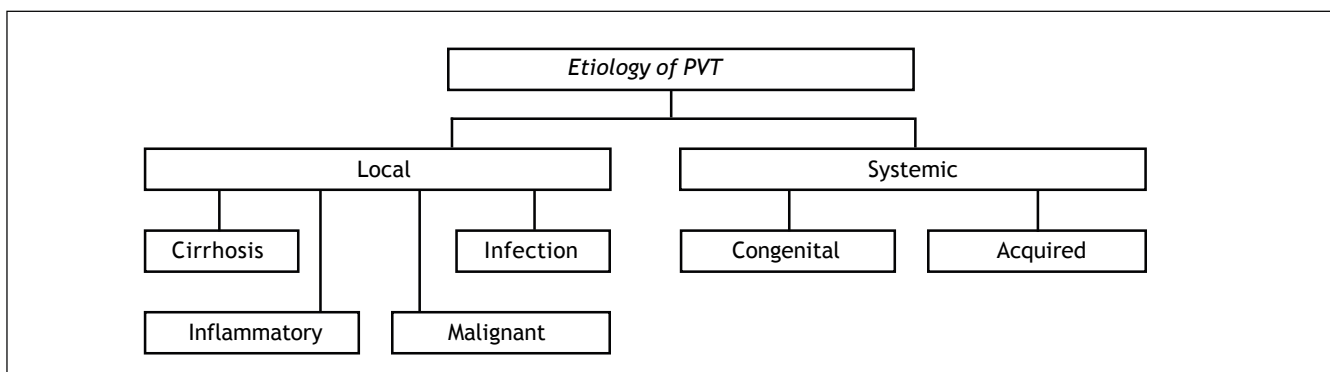 Etiology of PVT
Local
Systemic
Cirrhosis
Infection
Congenital
Acquired
Inflammatory
Malignant